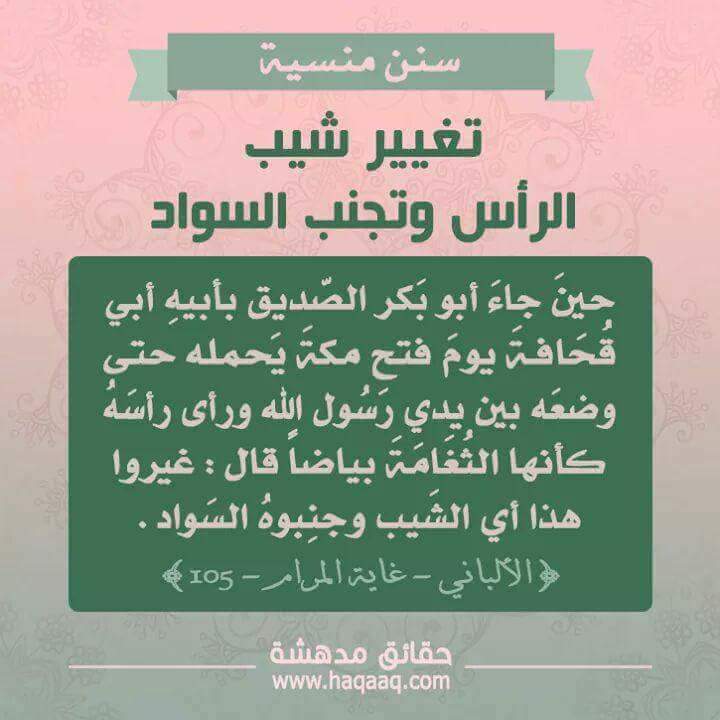 سنن منسية
تغيير شيب
الرأس وتجنب السواد
حينَ جاءَ أبو بَكر الصّديق بأبيهِ أبي
قُحَافةَ يومَ فتح مكةَ يَحمله حتى
وضعَه بين يدي رَسُول الله ورأى رأسَهُ
كأنها الثُغَامَةَ بياضاً قال : غيروا
هذا أي الشَيب وجنِبوهُ السَواد .
﴿ الألباني - غاية المرام - 105 ﴾
حقائق مدهشة
www.haqaaq.com